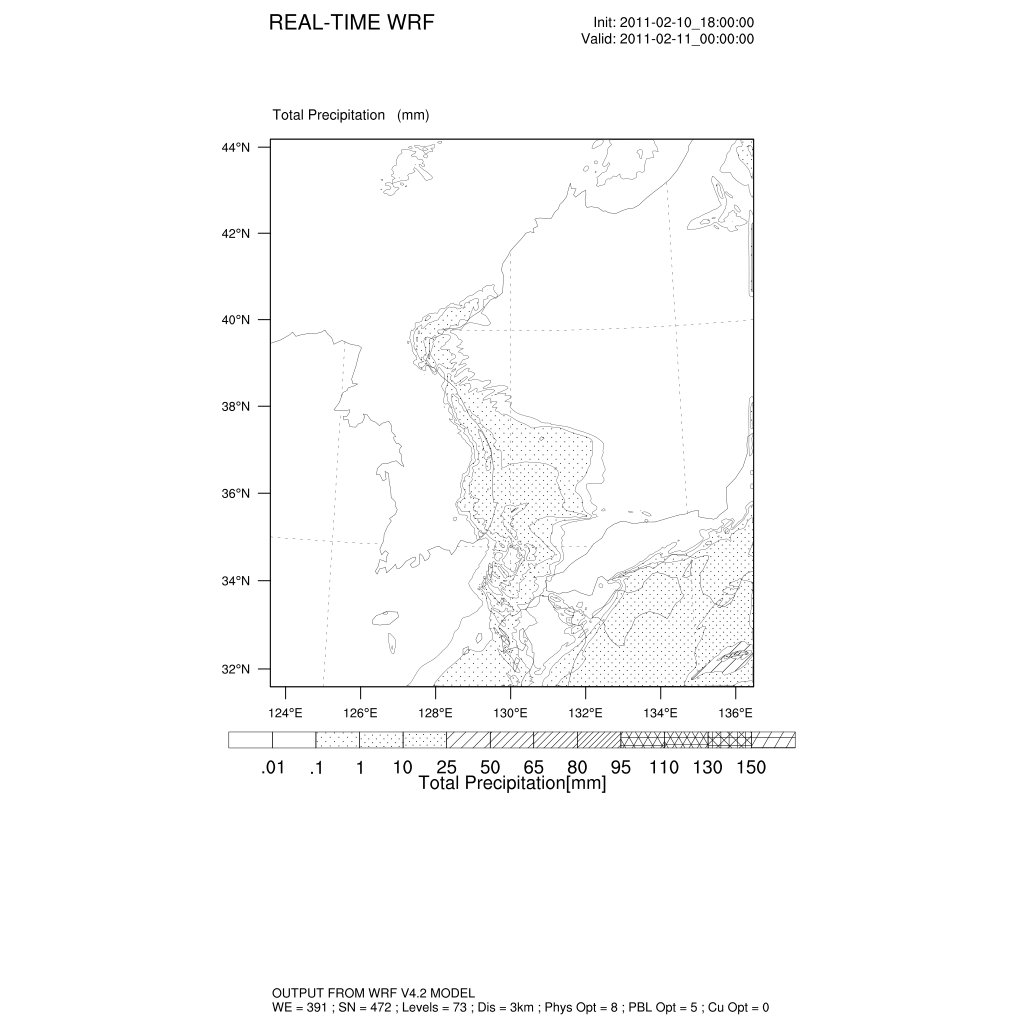 REAL-TIME WRF
Init: 2011-02-10_18:00:00
Valid: 2011-02-11_00:00:00
Total Precipitation (mm)
44°N
42°N
40°N
38°N
36°N
34°N
32°N
124°E 126°E 128°E 130°E 132°E 134°E 136°E
.01 .1 1 10 25 50 65 80 95 110 130 150
Total Precipitation[mm]
OUTPUT FROM WRF V4.2 MODEL
WE = 391 ; SN = 472 ; Levels = 73 ; Dis = 3km ; Phys Opt = 8 ; PBL Opt = 5 ; Cu Opt = 0